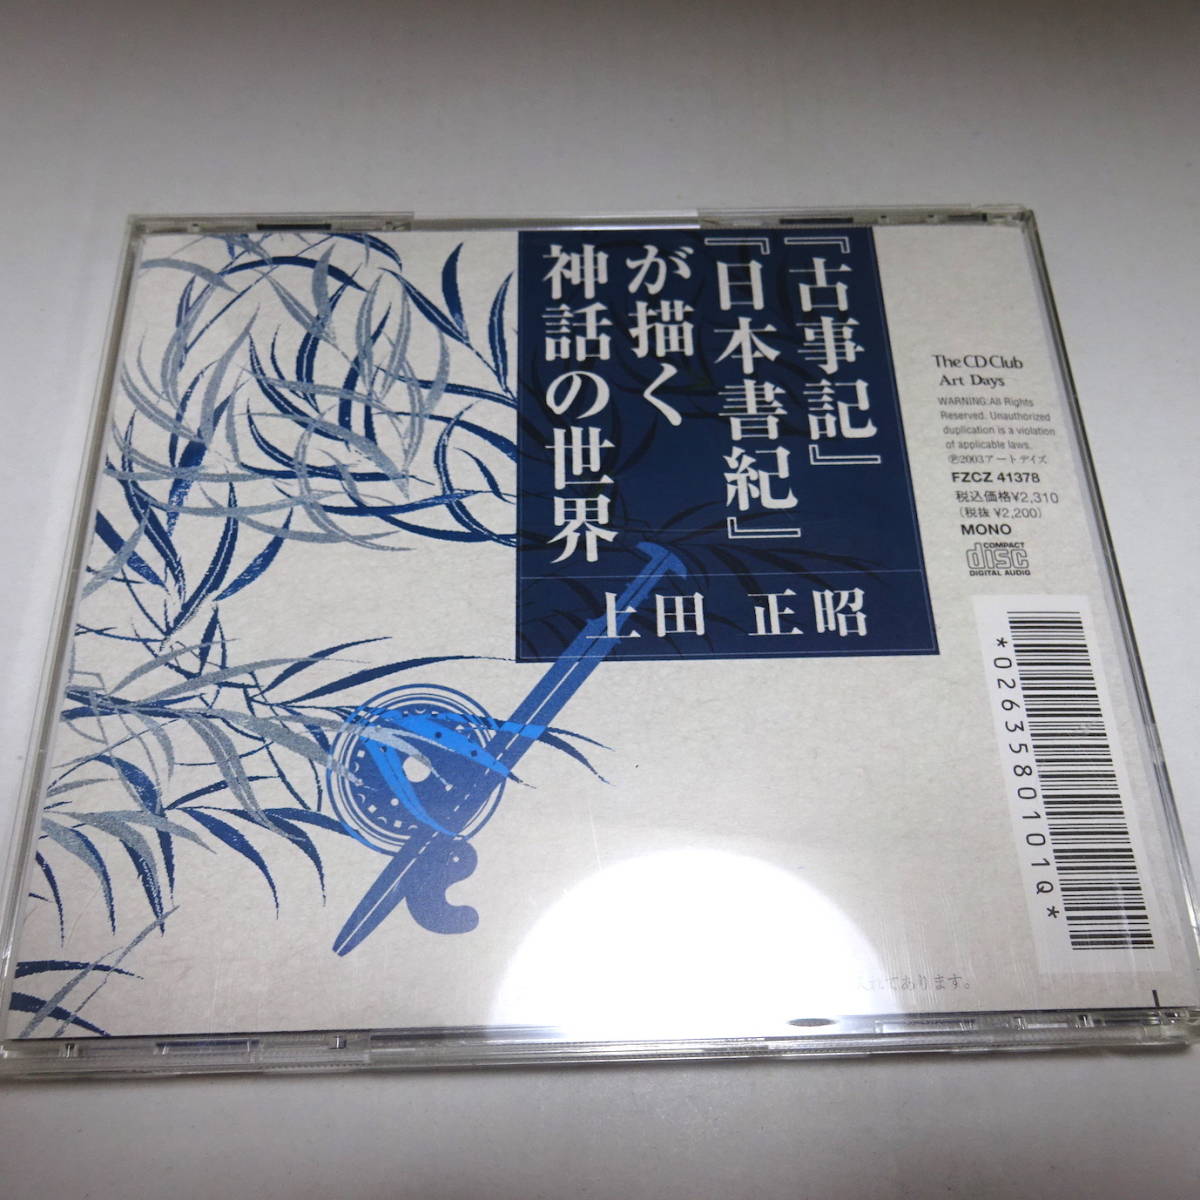 『古事記』
『日本書紀』
が描く
神話の世界
上田 正昭
The CD Club
Art Days
WARNING:All Rights
Reserved. Unauthorized
duplication is a violation
of applicable laws.
℗2003アートデイズ
FZCZ 41378
税込価格¥2,310
(税抜 ¥2,200)
MONO
COMPACT
disc
DIGITAL AUDIO
*0263580101Q*
入れてあります。